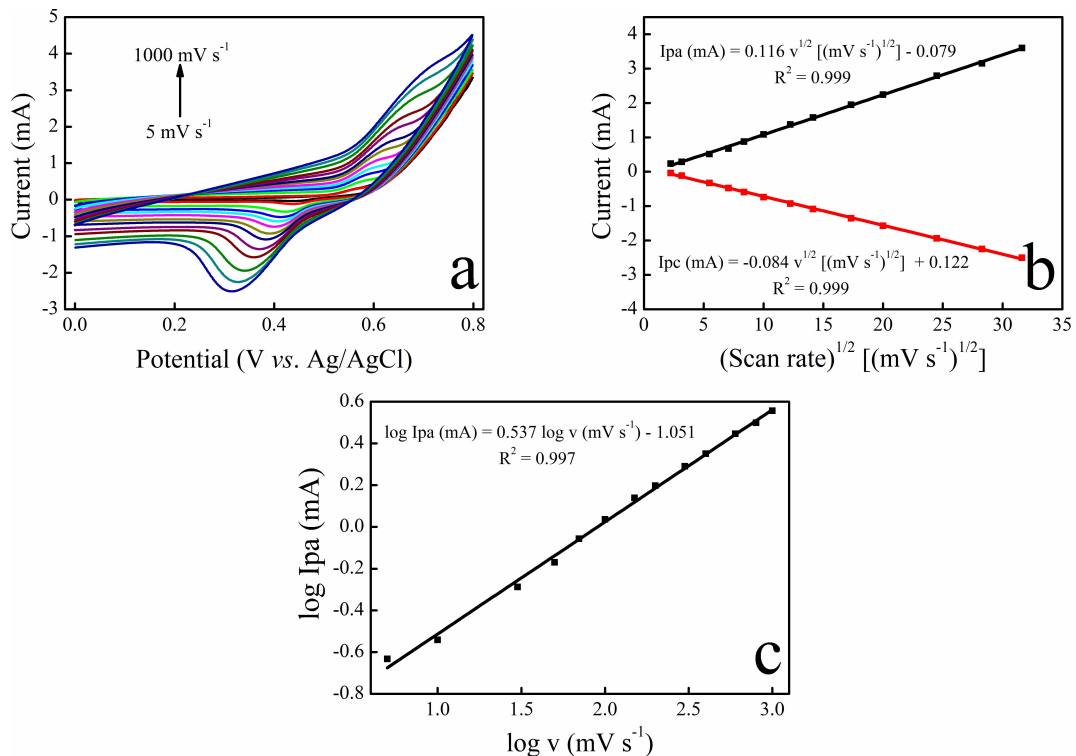 5
4
3
2
1
0
-1
-2
-3
Current (mA)
1000 mV s⁻¹
5 mV s⁻¹
a
0.0 0.2 0.4 0.6 0.8
Potential (V vs. Ag/AgCl)
4
3
2
1
0
-1
-2
-3
-4
Current (mA)
Ipa (mA) = 0.116 v^1/2 [(mV s⁻¹)^1/2] - 0.079
R² = 0.999
Ipc (mA) = -0.084 v^1/2 [(mV s⁻¹)^1/2] + 0.122
R² = 0.999
b
0 5 10 15 20 25 30 35
(Scan rate)^1/2 [(mV s⁻¹)^1/2]
0.6
0.4
0.2
0.0
-0.2
-0.4
-0.6
-0.8
log Ipa (mA)
log Ipa (mA) = 0.537 log v (mV s⁻¹) - 1.051
R² = 0.997
c
1.0 1.5 2.0 2.5 3.0
log v (mV s⁻¹)